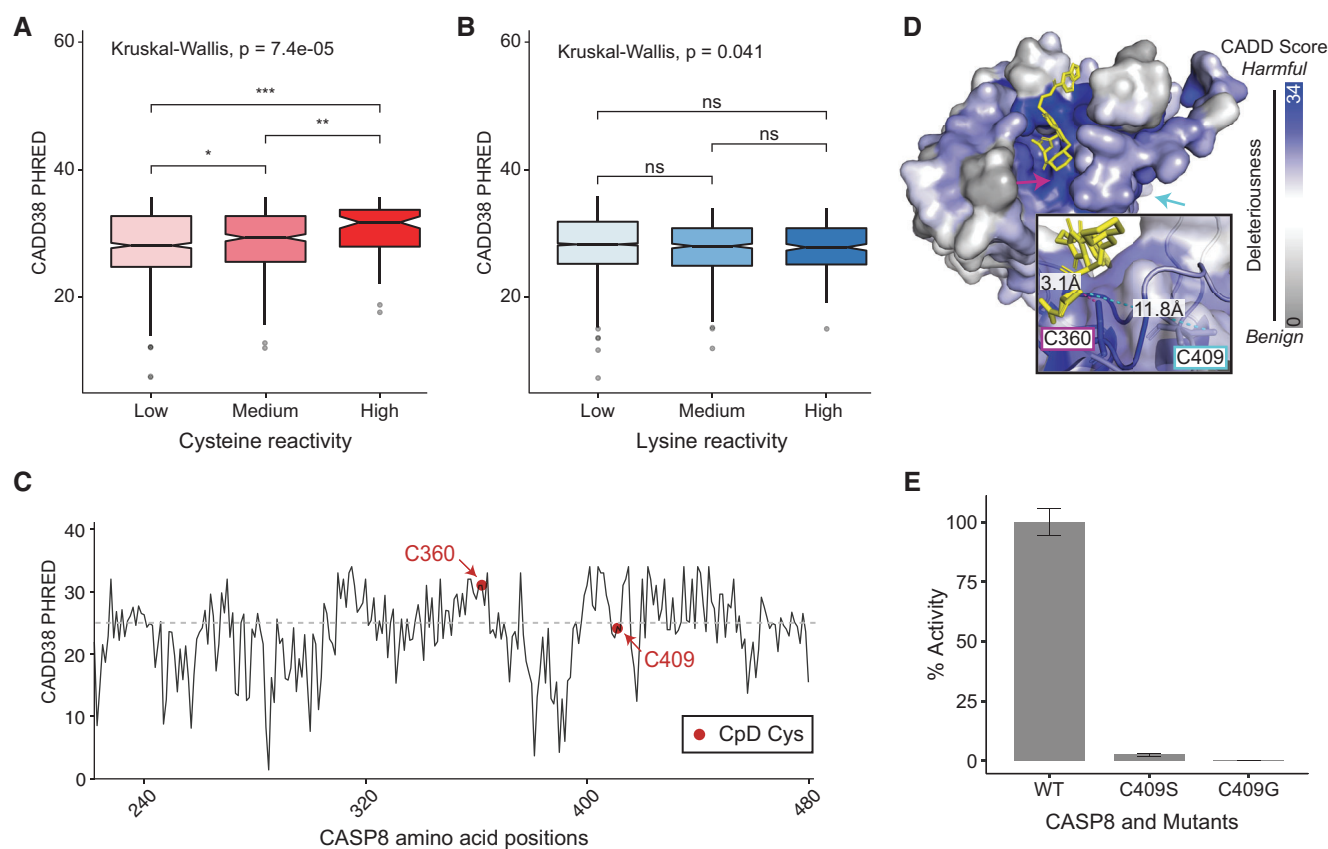 A
Kruskal-Wallis, p = 7.4e-05
***
**
*
60
40
20
CADD38 PHRED
Low
Medium
High
Cysteine reactivity
B
Kruskal-Wallis, p = 0.041
ns
ns
ns
60
40
20
CADD38 PHRED
Low
Medium
High
Lysine reactivity
D
CADD Score
Harmful
34
Deleteriousness
0
Benign
3.1Å
11.8Å
C360
C409
C
40
30
20
10
0
CADD38 PHRED
C360
C409
CpD Cys
240
320
400
480
CASP8 amino acid positions
E
100
75
50
25
0
% Activity
WT
C409S
C409G
CASP8 and Mutants